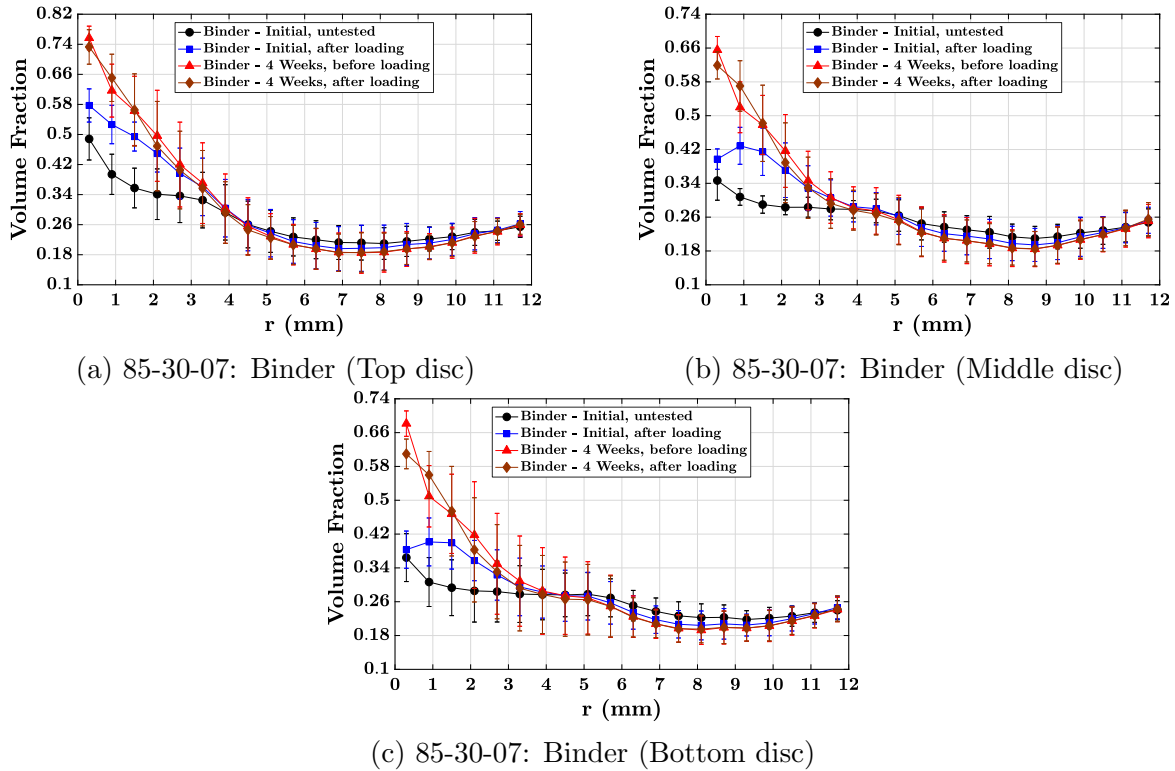 0.82
0.74
0.66
0.58
0.5
0.42
0.34
0.26
0.18
0.1
Volume Fraction
Binder - Initial, untested
Binder - Initial, after loading
Binder - 4 Weeks, before loading
Binder - 4 Weeks, after loading
0 1 2 3 4 5 6 7 8 9 10 11 12
r (mm)
(a) 85-30-07: Binder (Top disc)
0.74
0.66
0.58
0.5
0.42
0.34
0.26
0.18
0.1
Volume Fraction
Binder - Initial, untested
Binder - Initial, after loading
Binder - 4 Weeks, before loading
Binder - 4 Weeks, after loading
0 1 2 3 4 5 6 7 8 9 10 11 12
r (mm)
(b) 85-30-07: Binder (Middle disc)
0.74
0.66
0.58
0.5
0.42
0.34
0.26
0.18
0.1
Volume Fraction
Binder - Initial, untested
Binder - Initial, after loading
Binder - 4 Weeks, before loading
Binder - 4 Weeks, after loading
0 1 2 3 4 5 6 7 8 9 10 11 12
r (mm)
(c) 85-30-07: Binder (Bottom disc)